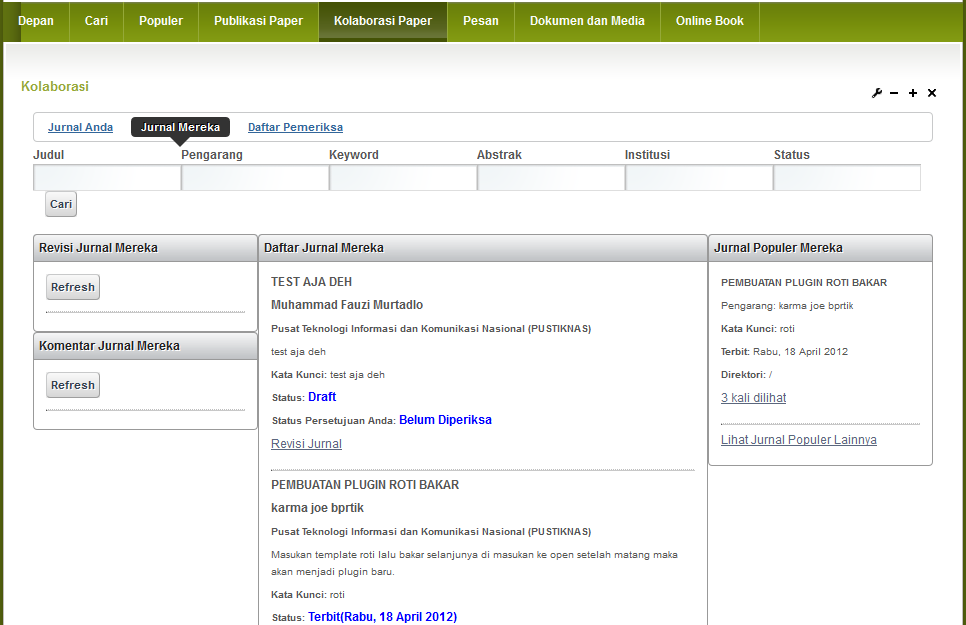 Depan Cari Populer Publikasi Paper Kolaborasi Paper Pesan Dokumen dan Media Online Book
Kolaborasi
Jurnal Anda Jurnal Mereka Daftar Pemeriksa
Judul Pengarang Keyword Abstrak Institusi Status
Cari
Revisi Jurnal Mereka
Refresh
Komentar Jurnal Mereka
Refresh
Daftar Jurnal Mereka
TEST AJA DEH
Muhammad Fauzi Murtadlo
Pusat Teknologi Informasi dan Komunikasi Nasional (PUSTIKNAS)
test aja deh
Kata Kunci: test aja deh
Status: Draft
Status Persetujuan Anda: Belum Diperiksa
Revisi Jurnal
PEMBUATAN PLUGIN ROTI BAKAR
karma joe bprtik
Pusat Teknologi Informasi dan Komunikasi Nasional (PUSTIKNAS)
Masukan template roti lalu bakar selanjunya di masukan ke open setelah matang maka
akan menjadi plugin baru.
Kata Kunci: roti
Status: Terbit(Rabu, 18 April 2012)
Jurnal Populer Mereka
PEMBUATAN PLUGIN ROTI BAKAR
Pengarang: karma joe bprtik
Kata Kunci: roti
Terbit: Rabu, 18 April 2012
Direktori: /
3 kali dilihat
Lihat Jurnal Populer Lainnya